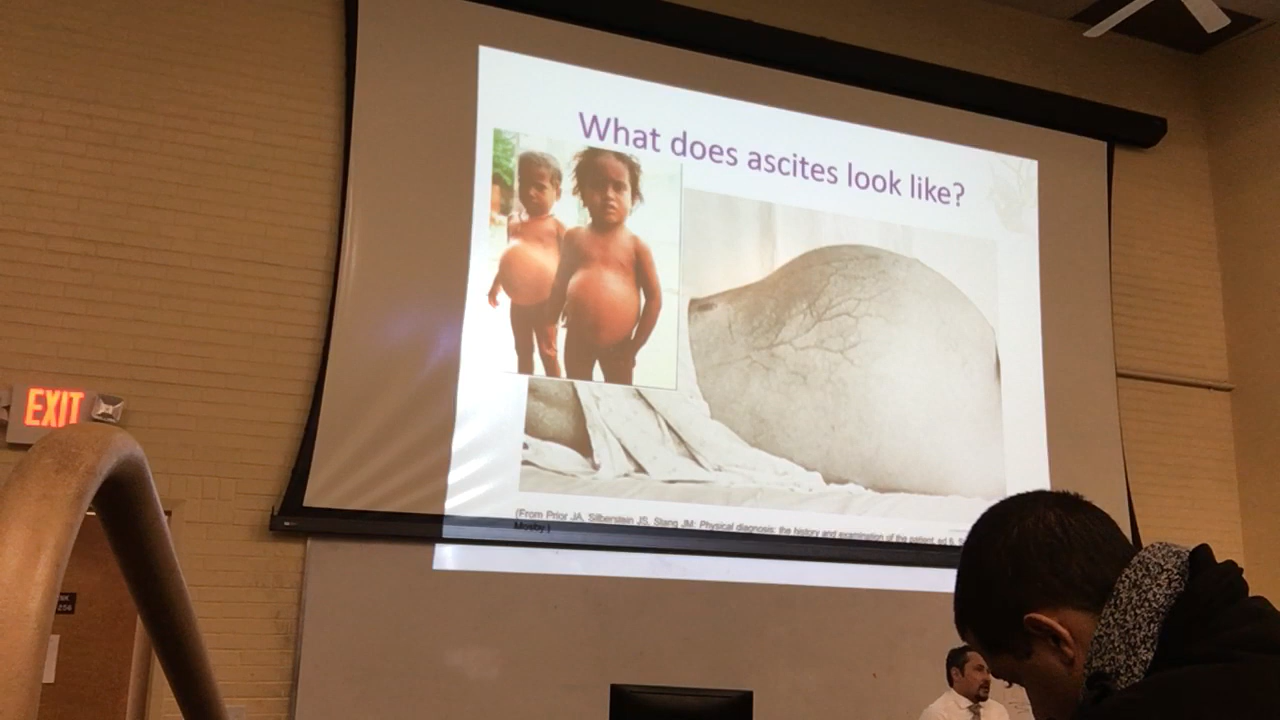 What does ascites look like?
(From Prior JA, Silberstein JS, Stang JM: Physical diagnosis: the history and examination of the patient, ed 6,
Mosby.)
EXIT